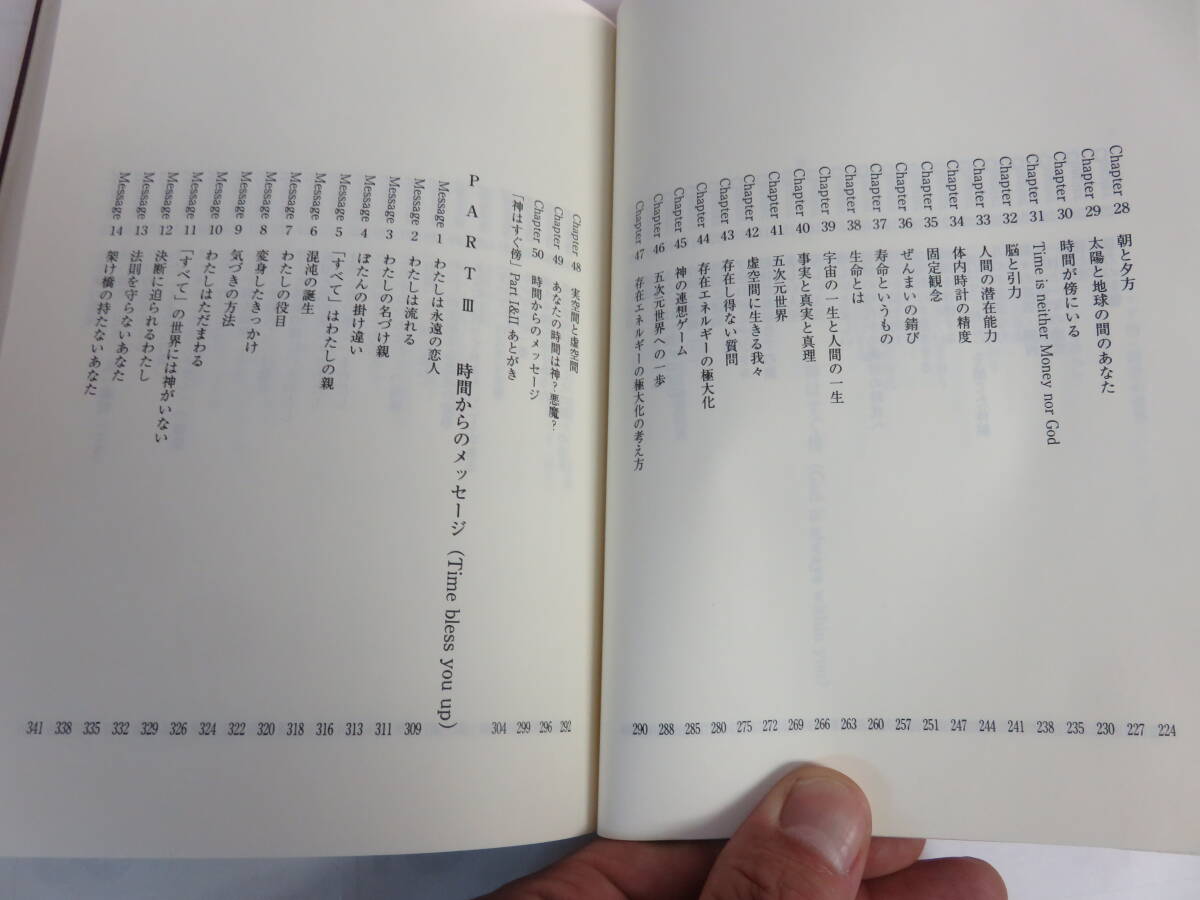 Chapter 28 朝と夕方 224
Chapter 29 太陽と地球の間のあなた 227
Chapter 30 時間が傍にいる 230
Chapter 31 Time is neither Money nor God 235
Chapter 32 脳と引力 238
Chapter 33 人間の潜在能力 241
Chapter 34 体内時計の精度 244
Chapter 35 固定観念 247
Chapter 36 ぜんまいの錆び 251
Chapter 37 寿命というもの 257
Chapter 38 生命とは 260
Chapter 39 宇宙の一生と人間の一生 263
Chapter 40 事実と真実と真理 266
Chapter 41 五次元世界 269
Chapter 42 虚空間に生きる我々 272
Chapter 43 存在し得ない質問 275
Chapter 44 存在エネルギーの極大化 280
Chapter 45 神の連想ゲーム 285
Chapter 46 五次元世界への一歩 288
Chapter 47 存在エネルギーの極大化の考え方 290
Chapter 48 実空間と虚空間 292
Chapter 49 あなたの時間は神?悪魔? 296
Chapter 50 時間からのメッセージ 299
「神はすぐ傍」Part I&II あとがき 304
PART Ⅲ 時間からのメッセージ (Time bless you up)
Message 1 わたしは永遠の恋人 309
Message 2 わたしは流れる 311
Message 3 わたしの名づけ親 313
Message 4 ぼたんの掛け違い 316
Message 5 「すべて」はわたしの親 318
Message 6 混沌の誕生 320
Message 7 わたしの役目 322
Message 8 変身したきっかけ 324
Message 9 気づきの方法 326
Message 10 わたしはただまわる 329
Message 11 「すべて」の世界には神がいない 332
Message 12 決断に迫られるわたし 335
Message 13 法則を守らないあなた 338
Message 14 架け橋の持たないあなた 341